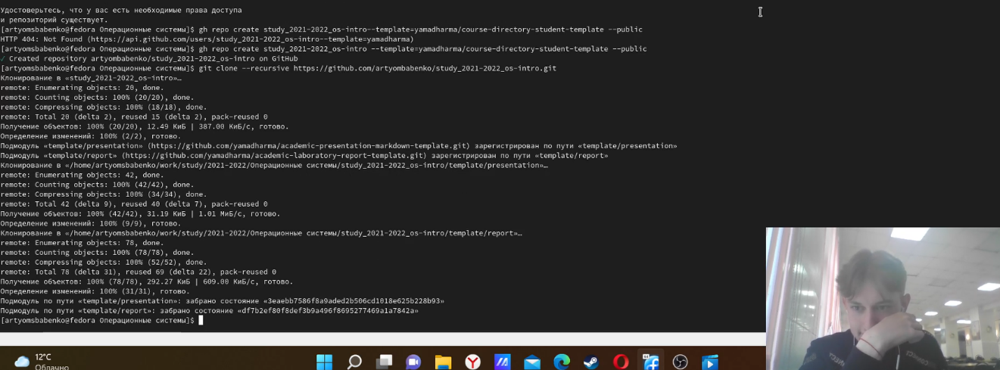 Удостоверьтесь, что у вас есть необходимые права доступа
и репозиторий существует.
[artyomsbabenko@fedora Операционные системы]$ gh repo create study_2021-2022_os-intro--template=yamadharma/course-directory-student-template --public
HTTP 404: Not Found (https://api.github.com/users/study_2021-2022_os-intro--template=yamadharma)
[artyomsbabenko@fedora Операционные системы]$ gh repo create study_2021-2022_os-intro --template=yamadharma/course-directory-student-template --public
✓ Created repository artyombabenko/study_2021-2022_os-intro on GitHub
[artyomsbabenko@fedora Операционные системы]$ git clone --recursive https://github.com/artyombabenko/study_2021-2022_os-intro.git
Клонирование в «study_2021-2022_os-intro»…
remote: Enumerating objects: 20, done.
remote: Counting objects: 100% (20/20), done.
remote: Compressing objects: 100% (18/18), done.
remote: Total 20 (delta 2), reused 15 (delta 2), pack-reused 0
Получение объектов: 100% (20/20), 12.49 КиБ | 387.00 КиБ/с, готово.
Определение изменений: 100% (2/2), готово.
Подмодуль «template/presentation» (https://github.com/yamadharma/academic-presentation-markdown-template.git) зарегистрирован по пути «template/presentation»
Подмодуль «template/report» (https://github.com/yamadharma/academic-laboratory-report-template.git) зарегистрирован по пути «template/report»
Клонирование в «/home/artyomsbabenko/work/study/2021-2022/Операционные системы/study_2021-2022_os-intro/template/presentation»…
remote: Enumerating objects: 42, done.
remote: Counting objects: 100% (42/42), done.
remote: Compressing objects: 100% (34/34), done.
remote: Total 42 (delta 9), reused 40 (delta 7), pack-reused 0
Получение объектов: 100% (42/42), 31.19 КиБ | 1.01 МиБ/с, готово.
Определение изменений: 100% (9/9), готово.
Клонирование в «/home/artyomsbabenko/work/study/2021-2022/Операционные системы/study_2021-2022_os-intro/template/report»…
remote: Enumerating objects: 78, done.
remote: Counting objects: 100% (78/78), done.
remote: Compressing objects: 100% (52/52), done.
remote: Total 78 (delta 31), reused 69 (delta 22), pack-reused 0
Получение объектов: 100% (78/78), 292.27 КиБ | 609.00 КиБ/с, готово.
Определение изменений: 100% (31/31), готово.
Подмодуль по пути «template/presentation»: забрано состояние «3eaebb7586f8a9aded2b506cd1018e625b228b93»
Подмодуль по пути «template/report»: забрано состояние «df7b2ef80f8def3b9a496f8695277469a1a7842a»
[artyomsbabenko@fedora Операционные системы]$
12°C
Облачно